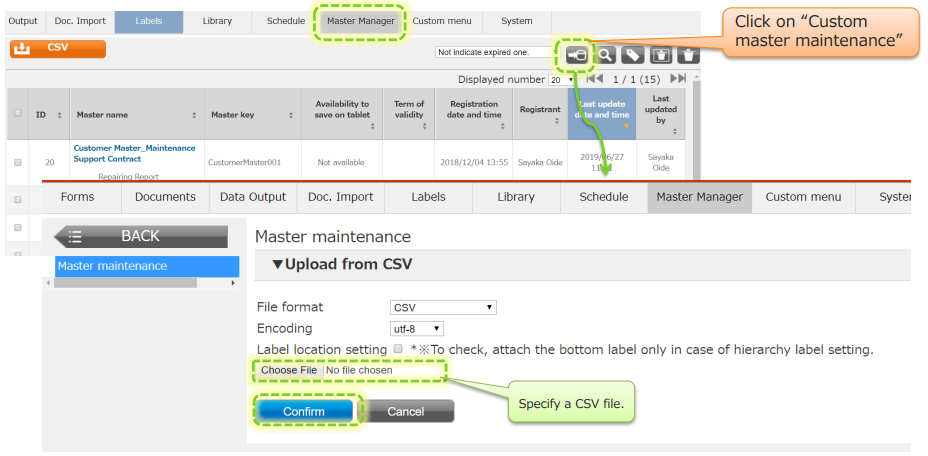 Output Doc. Import Labels Library Schedule Master Manager Custom menu System
Click on “Custom
master maintenance”
CSV
Not indicate expired one.
Displayed number 20 1 / 1 (15)
ID Master name Master key Availability to save on tablet Term of validity Registration date and time Registrant Last update date and time Last updated by
20 Customer Master_Maintenance Support Contract CustomerMaster001 Not available 2018/12/04 13:55 Sayaka Oide 2019/06/27 Sayaka Oide
Repairing Report
Forms Documents Data Output Doc. Import Labels Library Schedule Master Manager Custom menu
BACK
Master maintenance
Master maintenance
▼Upload from CSV
File format CSV
Encoding utf-8
Label location setting *※To check, attach the bottom label only in case of hierarchy label setting.
Choose File No file chosen
Specify a CSV file.
Confirm Cancel